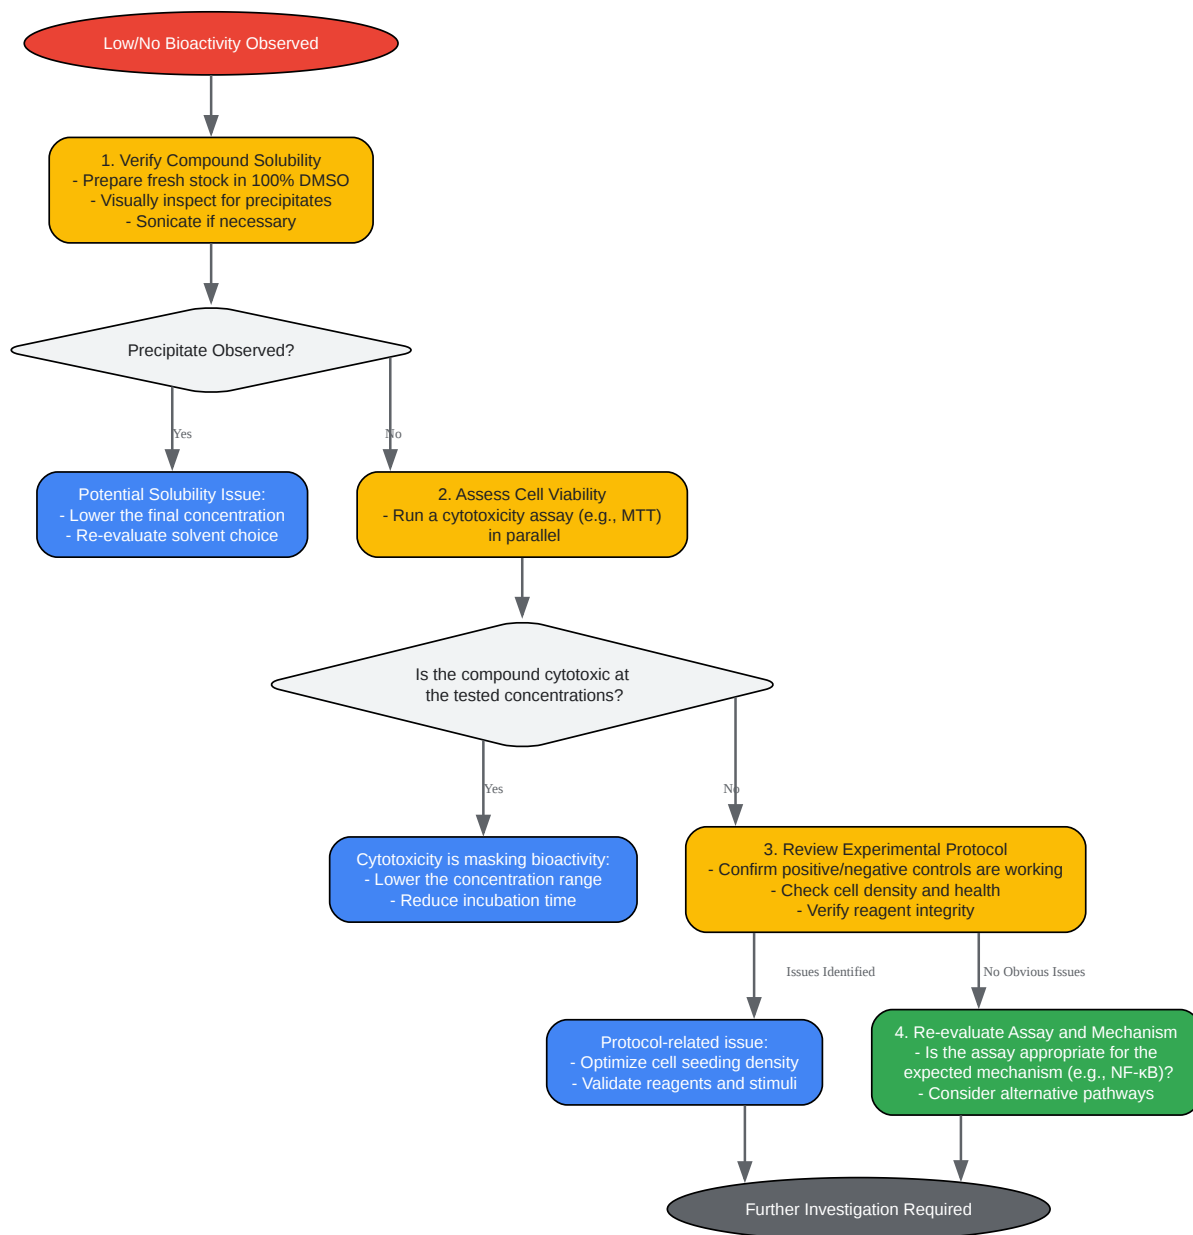 Low/No Bioactivity Observed
1. Verify Compound Solubility
- Prepare fresh stock in 100% DMSO
- Visually inspect for precipitates
- Sonicate if necessary
Precipitate Observed?
Yes
No
Potential Solubility Issue:
- Lower the final concentration
- Re-evaluate solvent choice
2. Assess Cell Viability
- Run a cytotoxicity assay (e.g., MTT)
in parallel
Is the compound cytotoxic at
the tested concentrations?
Yes
No
Cytotoxicity is masking bioactivity:
- Lower the concentration range
- Reduce incubation time
3. Review Experimental Protocol
- Confirm positive/negative controls are working
- Check cell density and health
- Verify reagent integrity
Issues Identified
No Obvious Issues
Protocol-related issue:
- Optimize cell seeding density
- Validate reagents and stimuli
4. Re-evaluate Assay and Mechanism
- Is the assay appropriate for the
expected mechanism (e.g., NF-κB)?
- Consider alternative pathways
Further Investigation Required